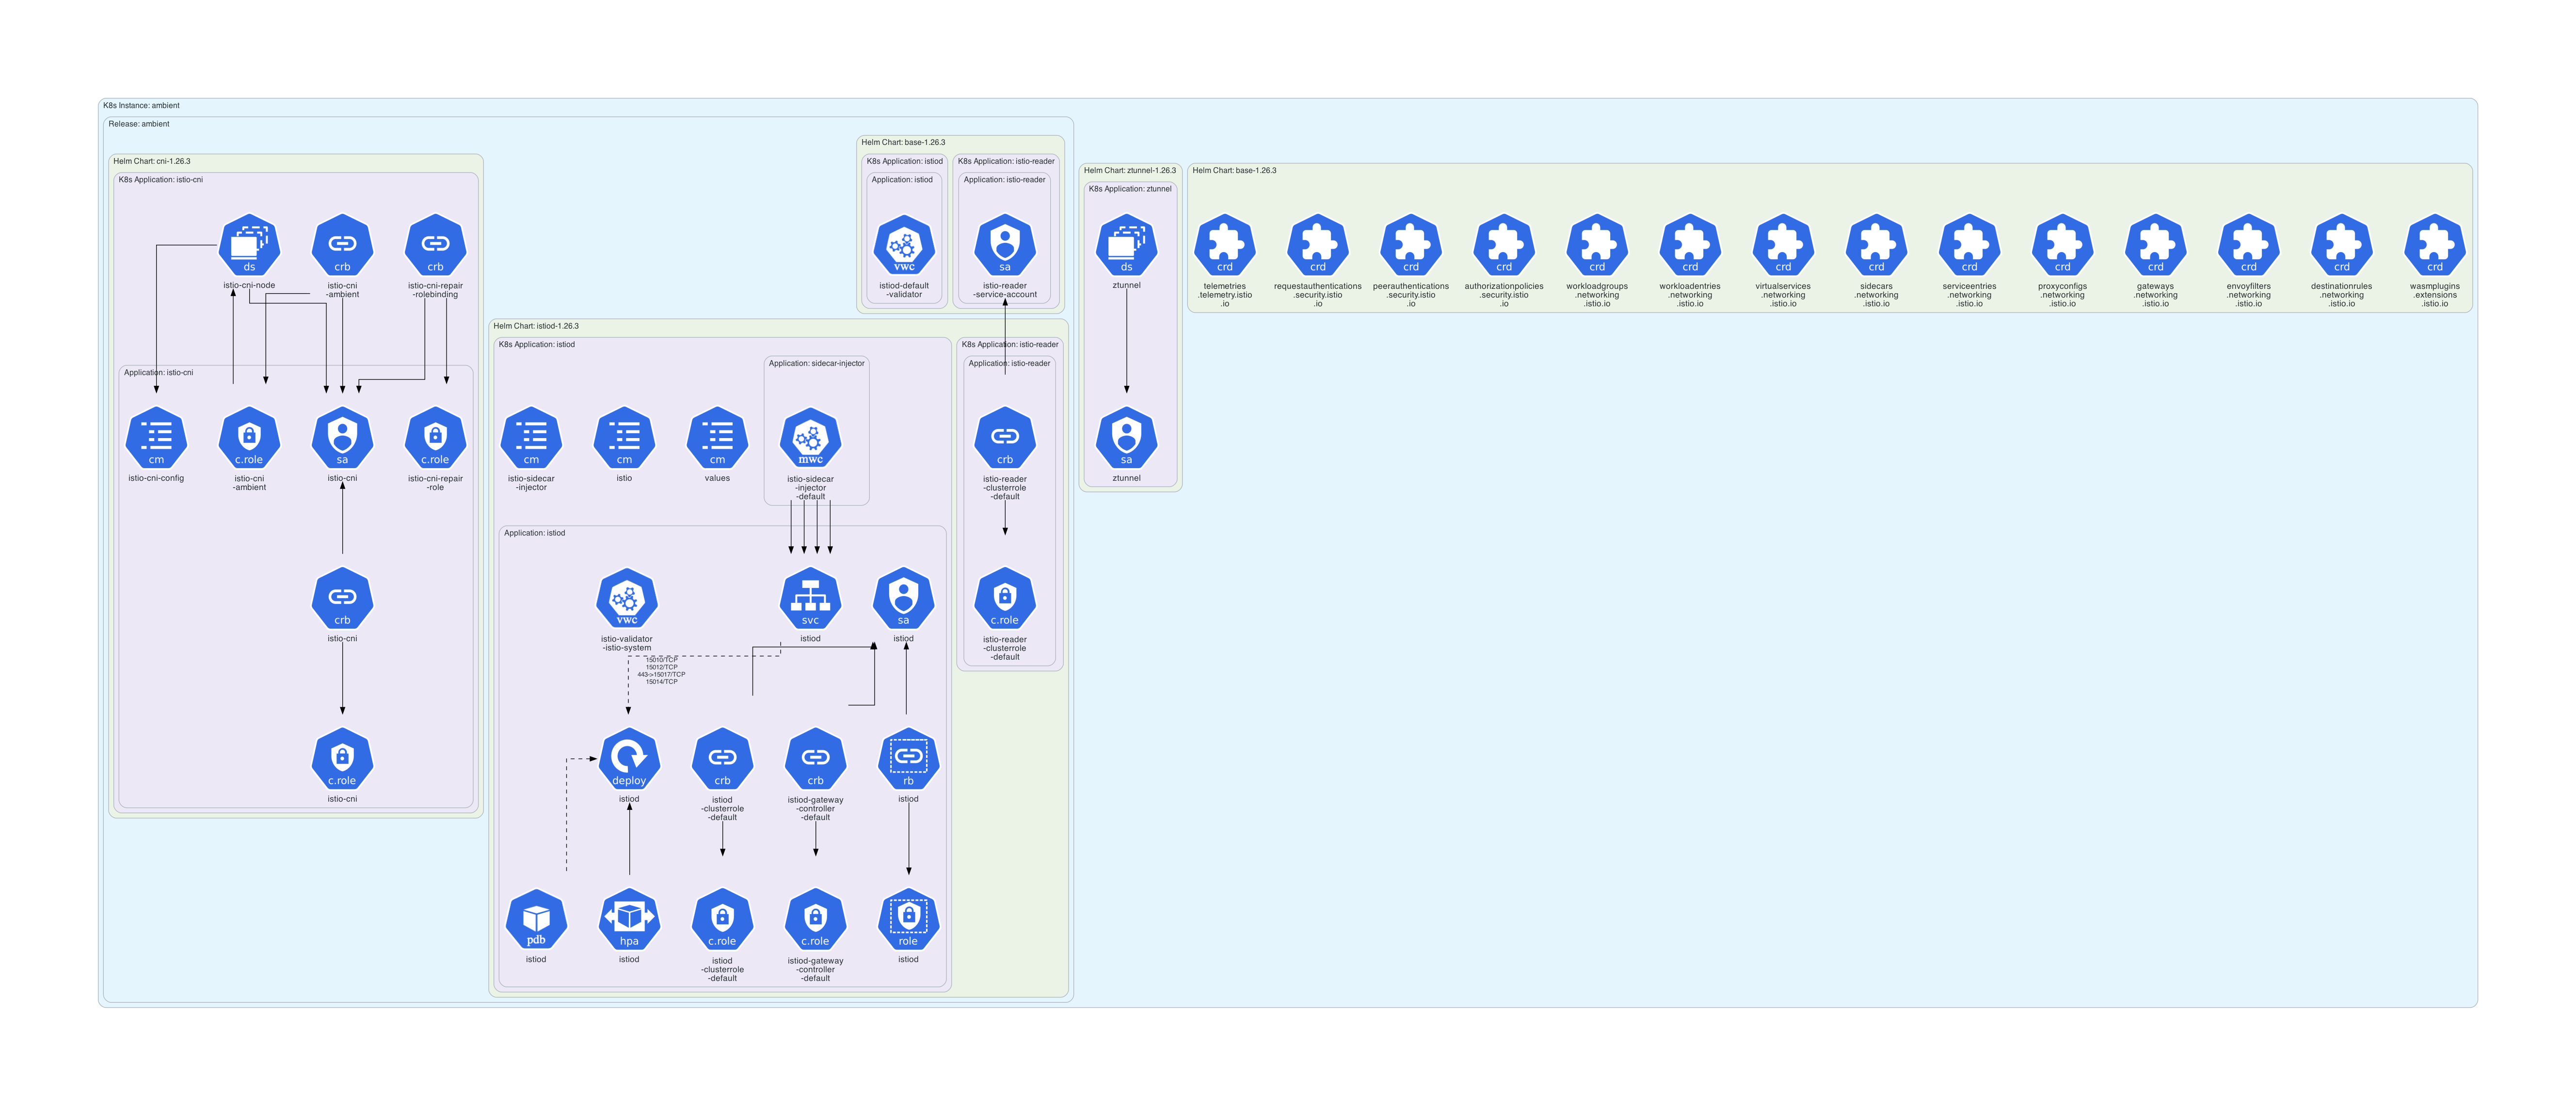 K8s Instance: ambient
Release: ambient
Helm Chart: cni-1.26.3
K8s Application: istio-cni
ds
istio-cni-node
crb
istio-cni
-ambient
crb
istio-cni-repair
-rolebinding
Application: istio-cni
cm
istio-cni-config
c.role
istio-cni
-ambient
sa
istio-cni
c.role
istio-cni-repair
-role
crb
istio-cni
c.role
istio-cni
Helm Chart: base-1.26.3
K8s Application: istiod
Application: istiod
vwc
istiod-default
-validator
K8s Application: istio-reader
Application: istio-reader
sa
istio-reader
-service-account
Helm Chart: istiod-1.26.3
K8s Application: istiod
cm
istio-sidecar
-injector
cm
istio
cm
values
Application: sidecar-injector
mwc
istio-sidecar
-injector
-default
Application: istiod
vwc
istio-validator
-istio-system
svc
istiod
sa
istiod
15010/TCP
15012/TCP
443->15017/TCP
15014/TCP
deploy
istiod
crb
istiod
-clusterrole
-default
crb
istiod-gateway
-controller
-default
rb
istiod
pdb
istiod
hpa
istiod
c.role
istiod
-clusterrole
-default
c.role
istiod-gateway
-controller
-default
role
istiod
K8s Application: istio-reader
Application: istio-reader
crb
istio-reader
-clusterrole
-default
c.role
istio-reader
-clusterrole
-default
Helm Chart: ztunnel-1.26.3
K8s Application: ztunnel
ds
ztunnel
sa
ztunnel
Helm Chart: base-1.26.3
crd
telemetries
.telemetry.istio
.io
crd
requestauthentications
.security.istio
.io
crd
peerauthentications
.security.istio
.io
crd
authorizationpolicies
.security.istio
.io
crd
workloadgroups
.networking
.istio.io
crd
workloadentries
.networking
.istio.io
crd
virtualservices
.networking
.istio.io
crd
sidecars
.networking
.istio.io
crd
serviceentries
.networking
.istio.io
crd
proxyconfigs
.networking
.istio.io
crd
gateways
.networking
.istio.io
crd
envoyfilters
.networking
.istio.io
crd
destinationrules
.networking
.istio.io
crd
wasmplugins
.extensions
.istio.io